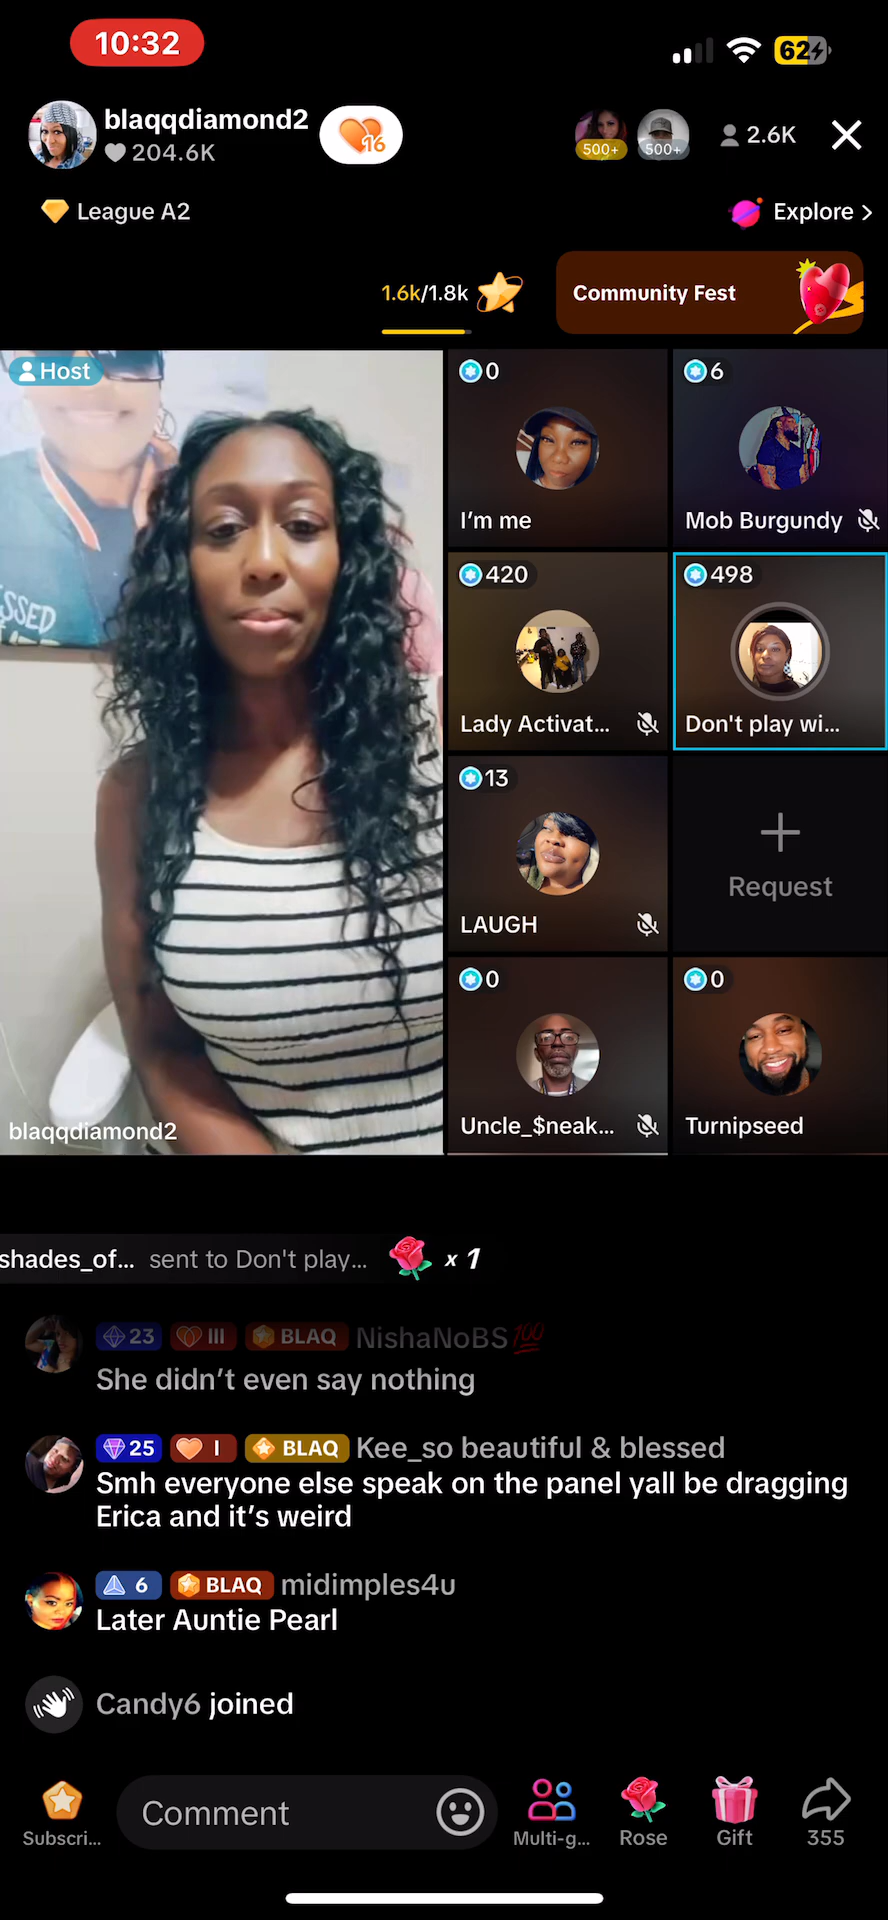 10:32
62
blaqqdiamond2
204.6K
16
500+
500+
2.6K
League A2
Explore >
1.6k/1.8k
Community Fest
Host
0
6
I'm me
Mob Burgundy
SSED
420
498
Lady Activat...
Don't play wi...
13
LAUGH
Request
0
0
Uncle_$neak...
Turnipseed
blaqqdiamond2
shades_of... sent to Don't play... x 1
23 III BLAQ NishaNoBS💯
She didn't even say nothing
25 I BLAQ Kee_so beautiful & blessed
Smh everyone else speak on the panel yall be dragging
Erica and it's weird
6 BLAQ midimples4u
Later Auntie Pearl
Candy6 joined
Comment
Subscri...
Multi-g...
Rose
Gift
355